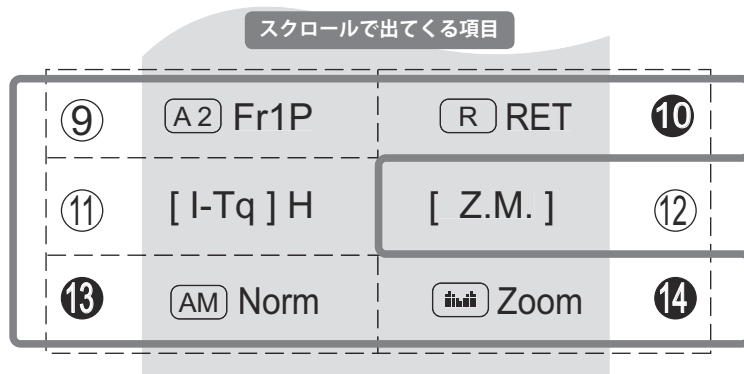 スクロールで出てくる項目
⑨ A2 Fr1P R RET ❿
⑪ [ I-Tq ] H [ Z.M. ] ⑫
⓭ AM Norm Zoom ⓮